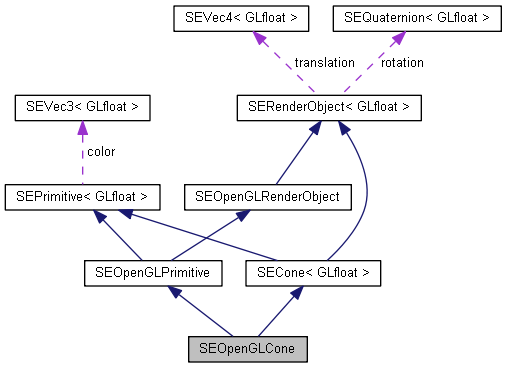 SEVec4< GLfloat >
SEQuaternion< GLfloat >
translation
rotation
SEVec3< GLfloat >
SERenderObject< GLfloat >
color
SEPrimitive< GLfloat >
SEOpenGLRenderObject
SEOpenGLPrimitive
SECone< GLfloat >
SEOpenGLCone